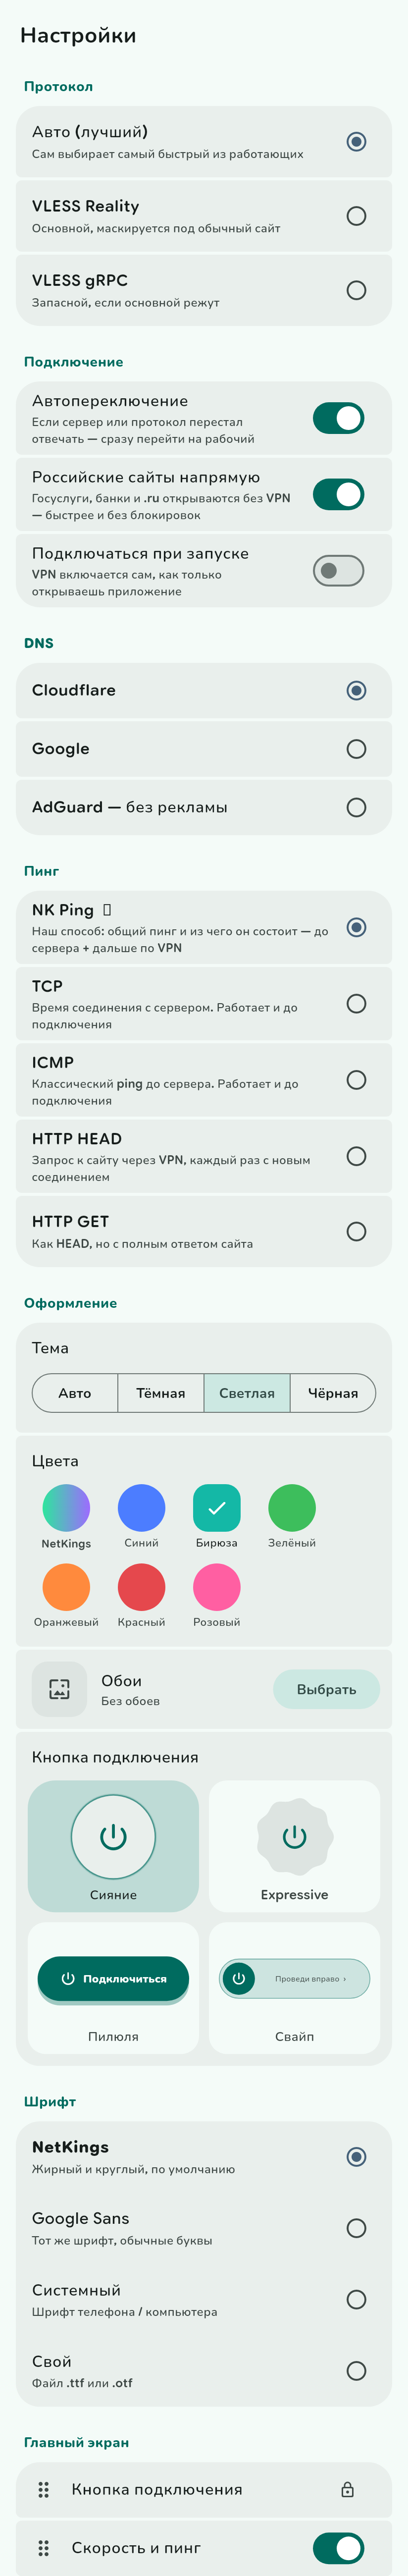 Настройки
Протокол
Авто (лучший)
Сам выбирает самый быстрый из работающих
VLESS Reality
Основной, маскируется под обычный сайт
VLESS gRPC
Запасной, если основной режут
Подключение
Автопереключение
Если сервер или протокол перестал
отвечать — сразу перейти на рабочий
Российские сайты напрямую
Госуслуги, банки и .ru открываются без VPN
— быстрее и без блокировок
Подключаться при запуске
VPN включается сам, как только
открываешь приложение
DNS
Cloudflare
Google
AdGuard — без рекламы
Пинг
NK Ping
Наш способ: общий пинг и из чего он состоит — до
сервера + дальше по VPN
TCP
Время соединения с сервером. Работает и до
подключения
ICMP
Классический ping до сервера. Работает и до
подключения
HTTP HEAD
Запрос к сайту через VPN, каждый раз с новым
соединением
HTTP GET
Как HEAD, но с полным ответом сайта
Оформление
Тема
Авто Тёмная Светлая Чёрная
Цвета
NetKings Синий Бирюза Зелёный
Оранжевый Красный Розовый
Обои
Без обоев
Выбрать
Кнопка подключения
Сияние Expressive
Подключиться Проведи вправо ›
Пилюля Свайп
Шрифт
NetKings
Жирный и круглый, по умолчанию
Google Sans
Тот же шрифт, обычные буквы
Системный
Шрифт телефона / компьютера
Свой
Файл .ttf или .otf
Главный экран
Кнопка подключения
Скорость и пинг